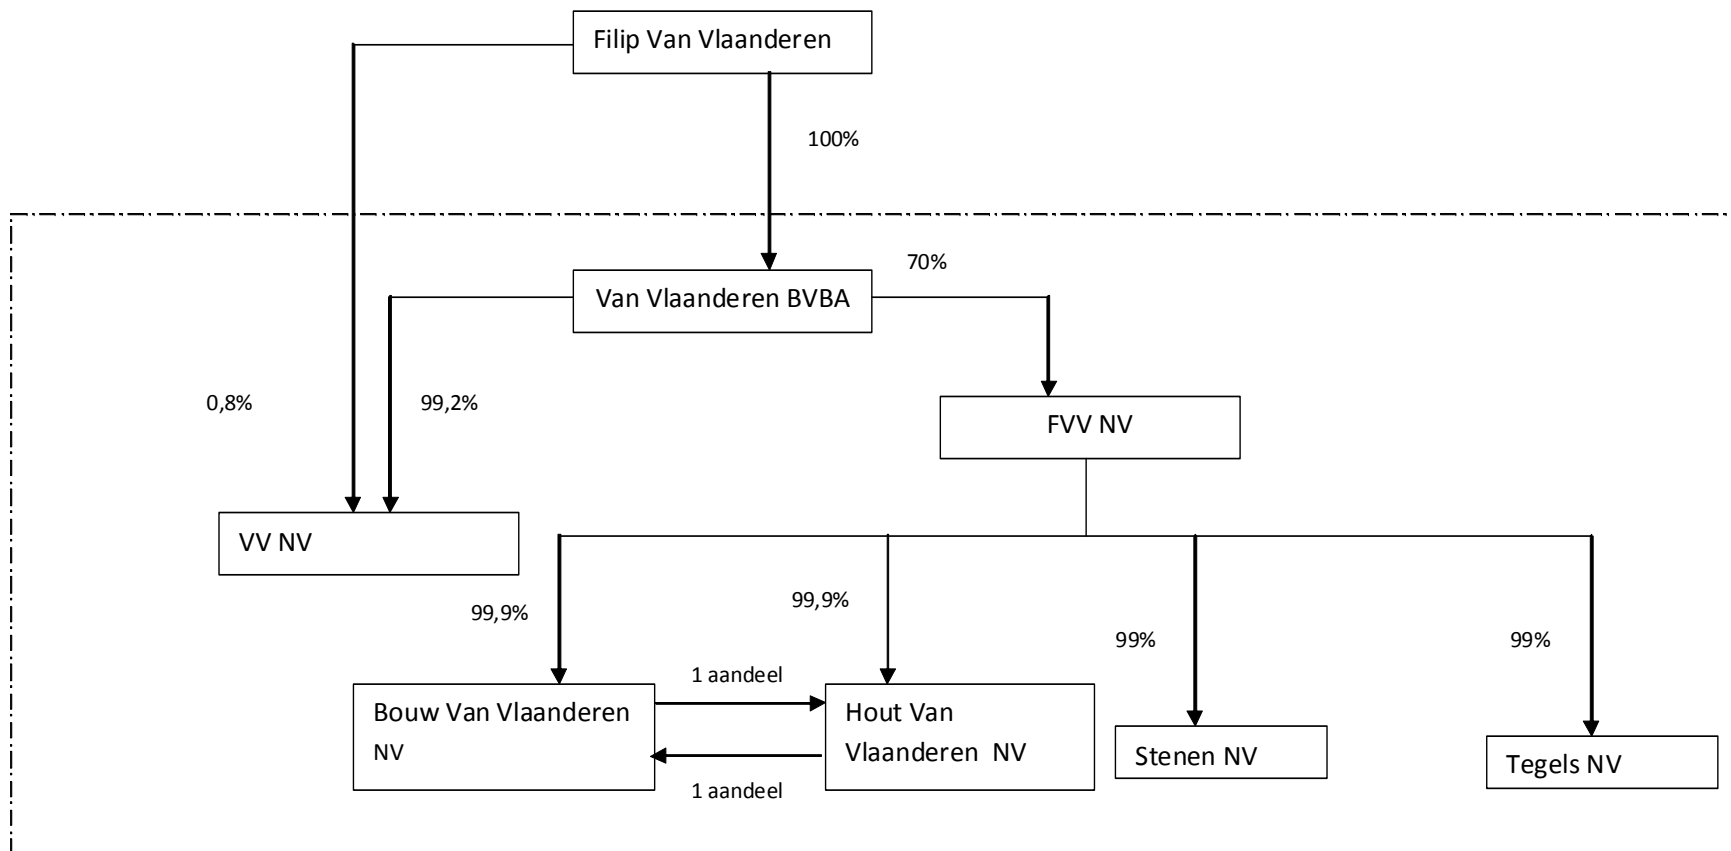 Filip Van Vlaanderen
100%
70%
Van Vlaanderen BVBA
0,8%
99,2%
FVV NV
VV NV
99,9%
99,9%
99%
99%
1 aandeel
Bouw Van Vlaanderen
NV
Hout Van
Vlaanderen NV
Stenen NV
Tegels NV
1 aandeel